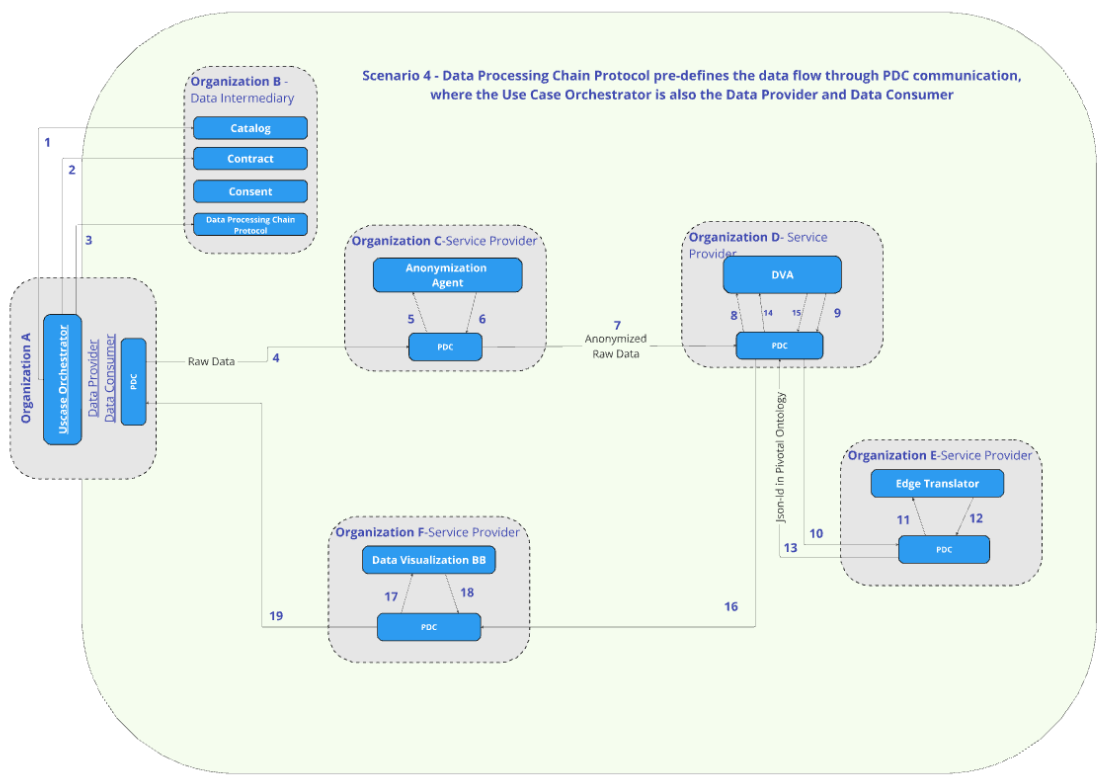 Scenario 4 - Data Processing Chain Protocol pre-defines the data flow through PDC communication,
where the Use Case Orchestrator is also the Data Provider and Data Consumer
Organization B -
Data Intermediary
Catalog
Contract
Consent
Data Processing Chain
Protocol
1
2
3
Organization A
Uscase Orchestrator
Data Provider
Data Consumer
PDC
Raw Data
4
Organization C-Service Provider
Anonymization
Agent
5
6
PDC
7
Anonymized
Raw Data
Organization D- Service
Provider
DVA
8
14
15
9
PDC
Json-ld in Pivotal Ontology
10
13
Organization E-Service Provider
Edge Translator
11
12
PDC
16
Organization F-Service Provider
Data Visualization BB
17
18
PDC
19